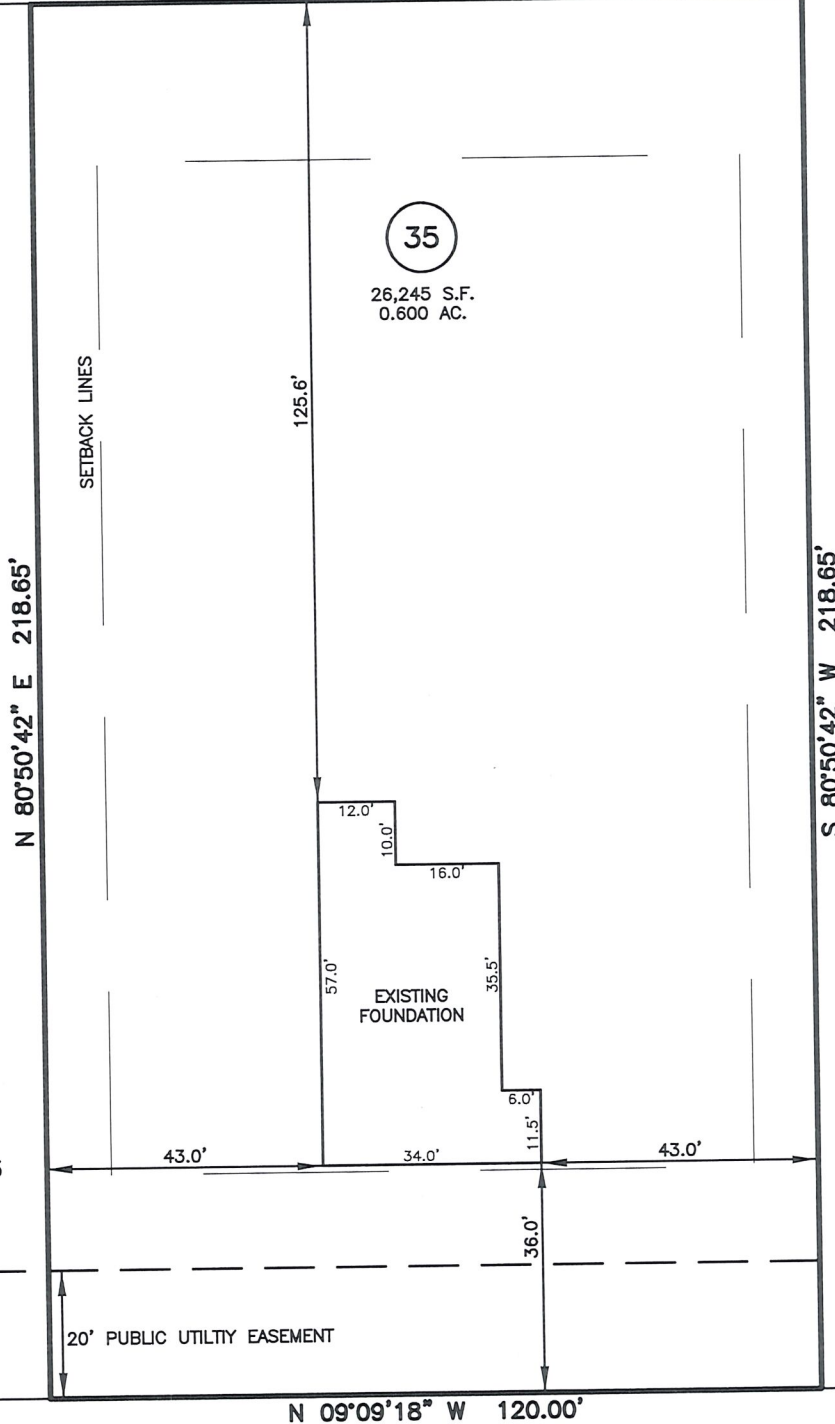 35
26,245 S.F.
0.600 AC.
SETBACK LINES
125.6'
N 80°50'42" E 218.65'
S 80°50'42" W 218.65'
12.0'
10.0'
16.0'
57.0'
35.5'
EXISTING
FOUNDATION
6.0'
11.5'
43.0'
34.0'
43.0'
36.0'
20' PUBLIC UTILTIY EASEMENT
N 09°09'18" W 120.00'